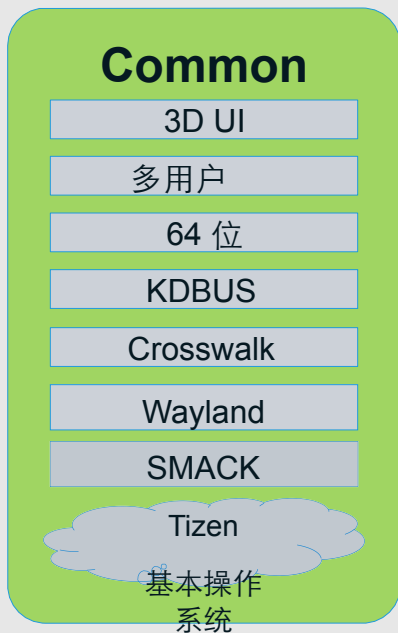 Common
3D UI
多用户
64 位
KDBUS
Crosswalk
Wayland
SMACK
Tizen
基本操作
系统